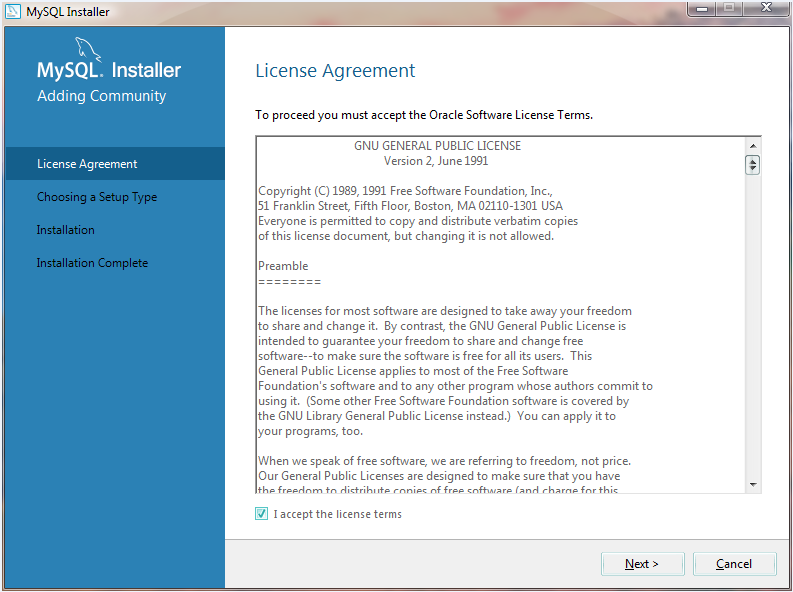 MySQL Installer
MySQL. Installer
Adding Community
License Agreement
Choosing a Setup Type
Installation
Installation Complete
License Agreement
To proceed you must accept the Oracle Software License Terms.
GNU GENERAL PUBLIC LICENSE
Version 2, June 1991
Copyright (C) 1989, 1991 Free Software Foundation, Inc.,
51 Franklin Street, Fifth Floor, Boston, MA 02110-1301 USA
Everyone is permitted to copy and distribute verbatim copies
of this license document, but changing it is not allowed.
Preamble
========
The licenses for most software are designed to take away your freedom
to share and change it.  By contrast, the GNU General Public License is
intended to guarantee your freedom to share and change free
software--to make sure the software is free for all its users.  This
General Public License applies to most of the Free Software
Foundation's software and to any other program whose authors commit to
using it.  (Some other Free Software Foundation software is covered by
the GNU Library General Public License instead.)  You can apply it to
your programs, too.
When we speak of free software, we are referring to freedom, not price.
Our General Public Licenses are designed to make sure that you have
the freedom to distribute copies of free software (and charge for this
I accept the license terms
Next >
Cancel